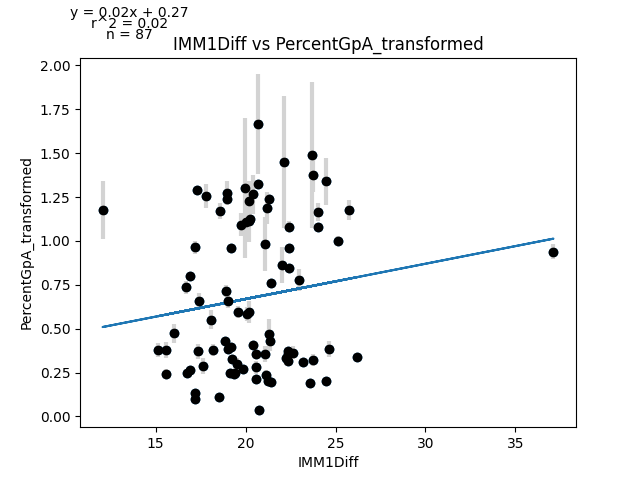 y = 0.02x + 0.27
r^2 = 0.02
n = 87
IMM1Diff vs PercentGpA_transformed
2.00
1.75
1.50
1.25
1.00
0.75
0.50
0.25
0.00
PercentGpA_transformed
15 20 25 30 35
IMM1Diff